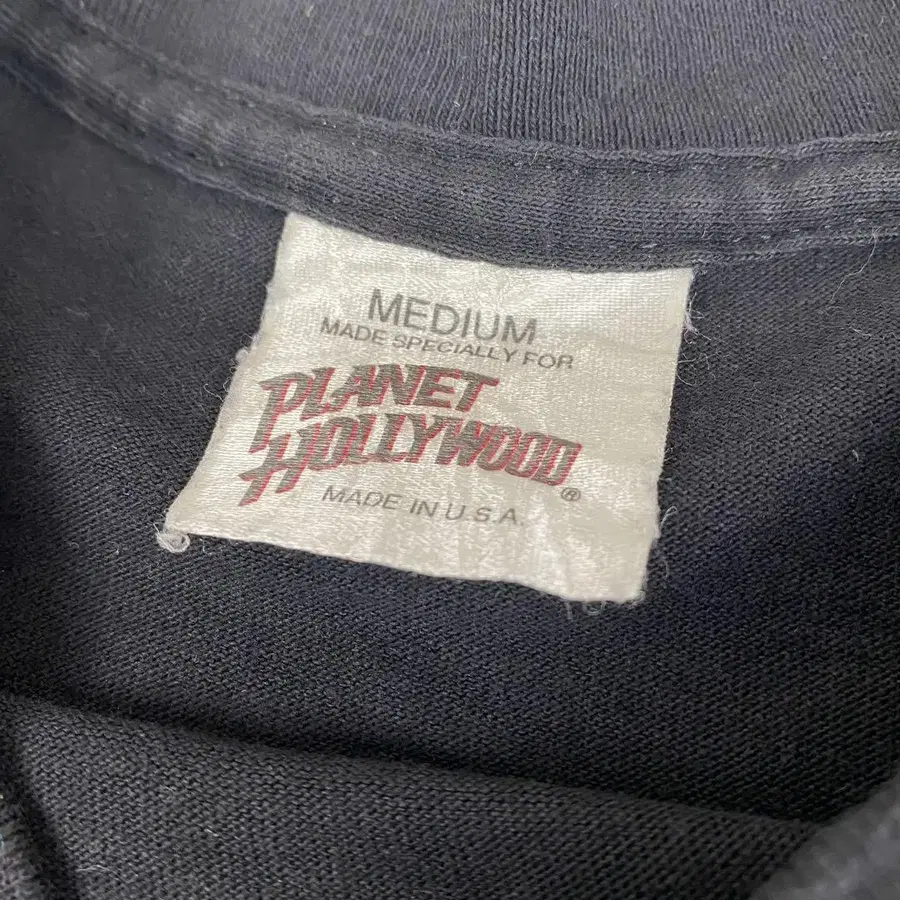 MEDIUM
MADE SPECIALLY FOR
PLANET
HOLLYWOOD®
MADE IN U.S.A.